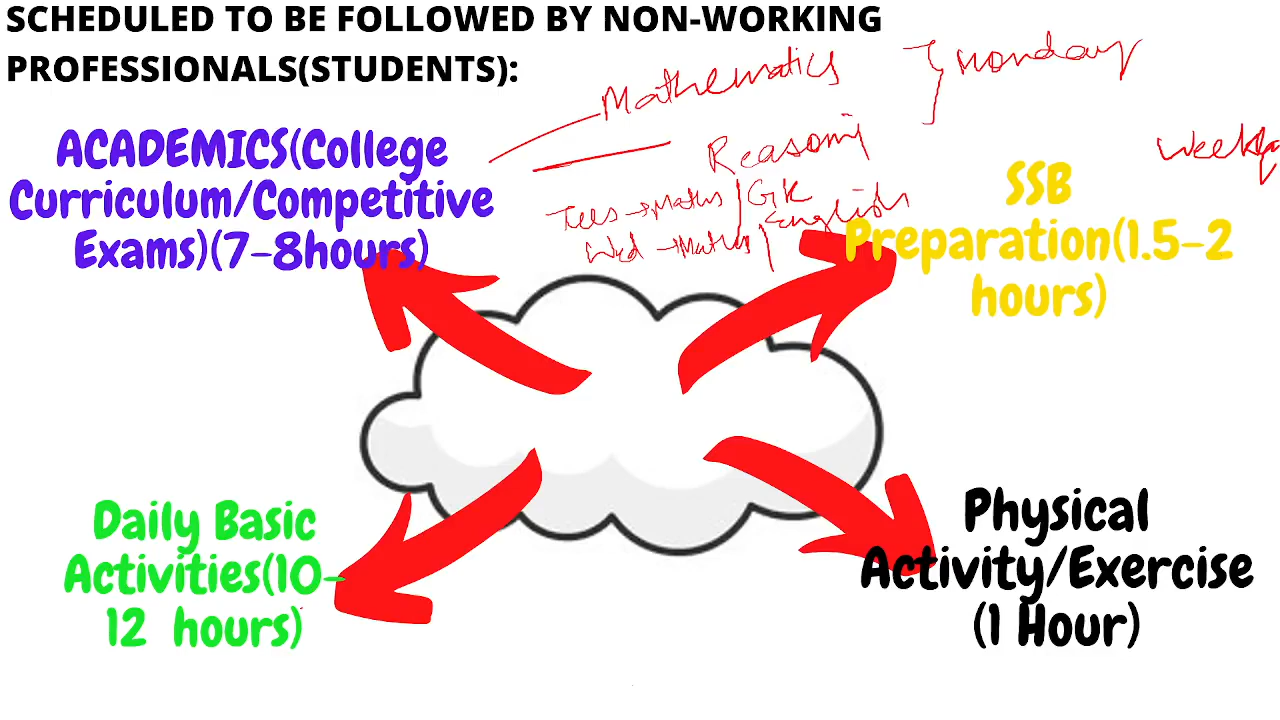 SCHEDULED TO BE FOLLOWED BY NON-WORKING
PROFESSIONALS(STUDENTS):
ACADEMICS(College
Curriculum/Competitive
Exams)(7-8hours)
Mathematics
Reasoning
} Monday
Tues → Maths / GK
Wed → Maths / English
SSB
Preparation(1.5-2
hours)
Daily Basic
Activities(10-
12 hours)
Physical
Activity/Exercise
(1 Hour)